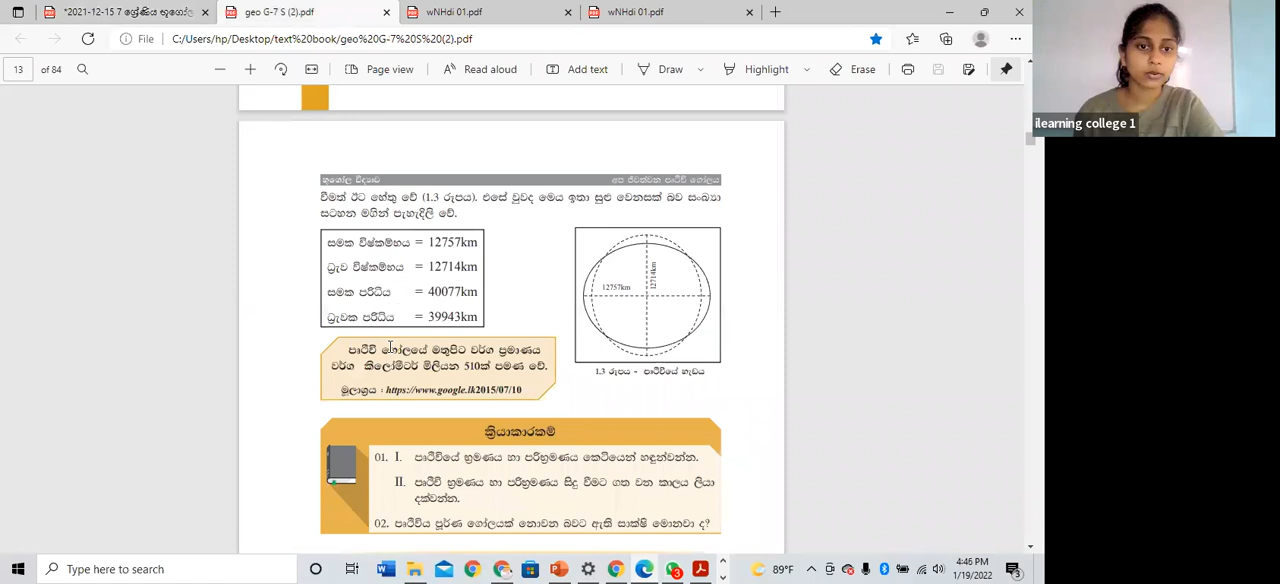 *2021-12-15 7 ශ්‍රේණිය භූගෝල
geo G-7 S (2).pdf
wNHdi 01.pdf
wNHdi 01.pdf
File
C:/Users/hp/Desktop/text%20book/geo%20G-7%20S%20(2).pdf
13 of 84
Page view
Read aloud
Add text
Draw
Highlight
Erase
ilearning college 1
භූගෝල විද්‍යාව
අප ජීවත්වන පෘථිවි ගෝලය
වීමත් ඊට හේතු වේ (1.3 රූපය). එසේ වුවද මෙය ඉතා සුළු වෙනසක් බව සංඛ්‍යා
සටහන මගින් පැහැදිලි වේ.
සමක විෂ්කම්භය = 12757km
ධ්‍රැව විෂ්කම්භය = 12714km
සමක පරිධිය = 40077km
ධ්‍රැවක පරිධිය = 39943km
12757km
12714km
1.3 රූපය - පෘථිවියේ හැඩය
පෘථිවි ගෝලයේ මතුපිට වර්ග ප්‍රමාණය
වර්ග කිලෝමීටර් මිලියන 510ක් පමණ වේ.
මූලාශ්‍රය : https://www.google.lk2015/07/10
ක්‍රියාකාරකම්
01. I. පෘථිවියේ භ්‍රමණය හා පරිභ්‍රමණය කෙටියෙන් හඳුන්වන්න.
II. පෘථිවි භ්‍රමණය හා පරිභ්‍රමණය සිදු වීමට ගත වන කාලය ලියා
දක්වන්න.
02. පෘථිවිය පූර්ණ ගෝලයක් නොවන බවට ඇති සාක්ෂි මොනවා ද?
Type here to search
89°F
4:46 PM
1/19/2022